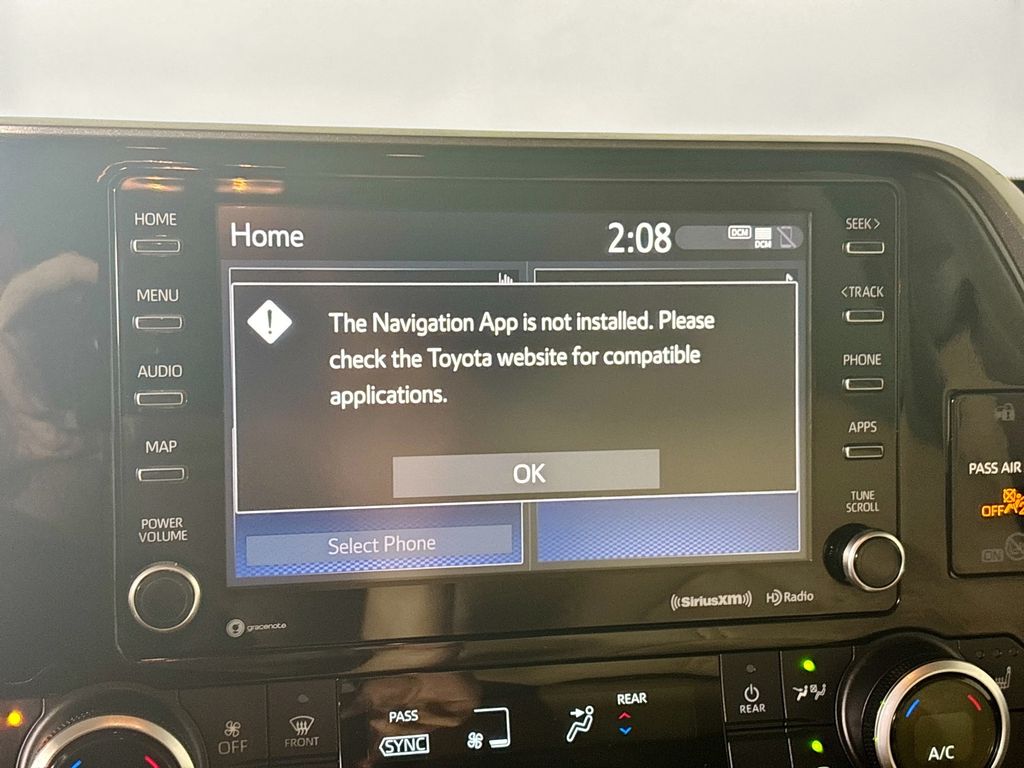 HOME
MENU
AUDIO
MAP
POWER
VOLUME
Home
2:08
DCM
DCM
The Navigation App is not installed. Please
check the Toyota website for compatible
applications.
OK
Select Phone
gracenote
((SiriusXM))
HD Radio
SEEK>
<TRACK
PHONE
APPS
TUNE
SCROLL
PASS AIR
OFF
ON
OFF
FRONT
PASS
SYNC
REAR
REAR
A/C